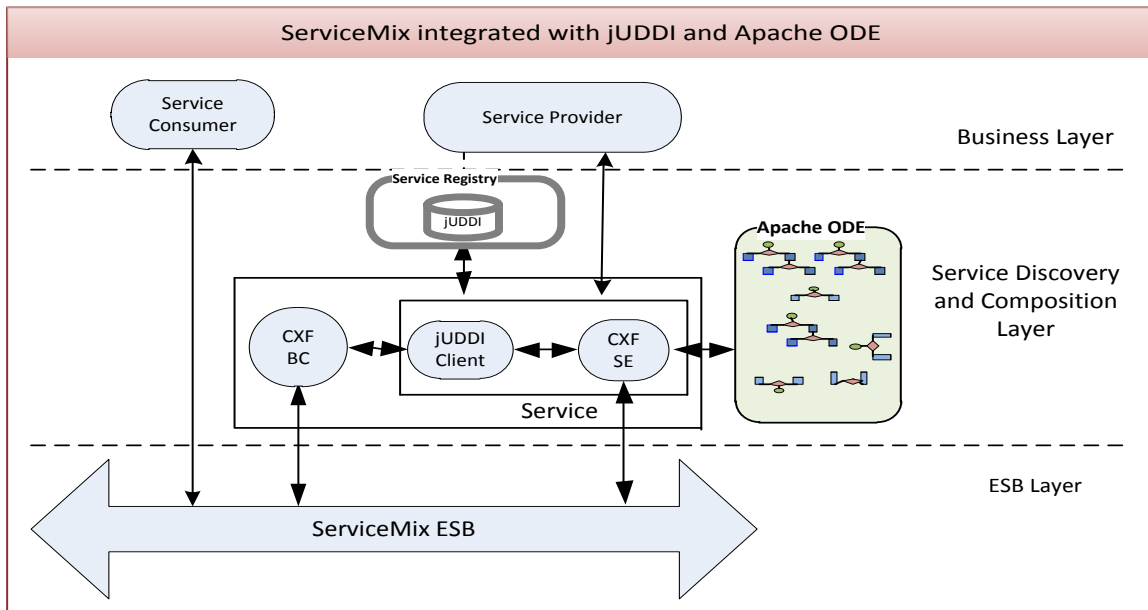 ServiceMix integrated with jUDDI and Apache ODE
Service
Consumer
Service Provider
Business Layer
Service Registry
jUDDI
Apache ODE
Service Discovery
and Composition
Layer
CXF
BC
jUDDI
Client
CXF
SE
Service
ESB Layer
ServiceMix ESB